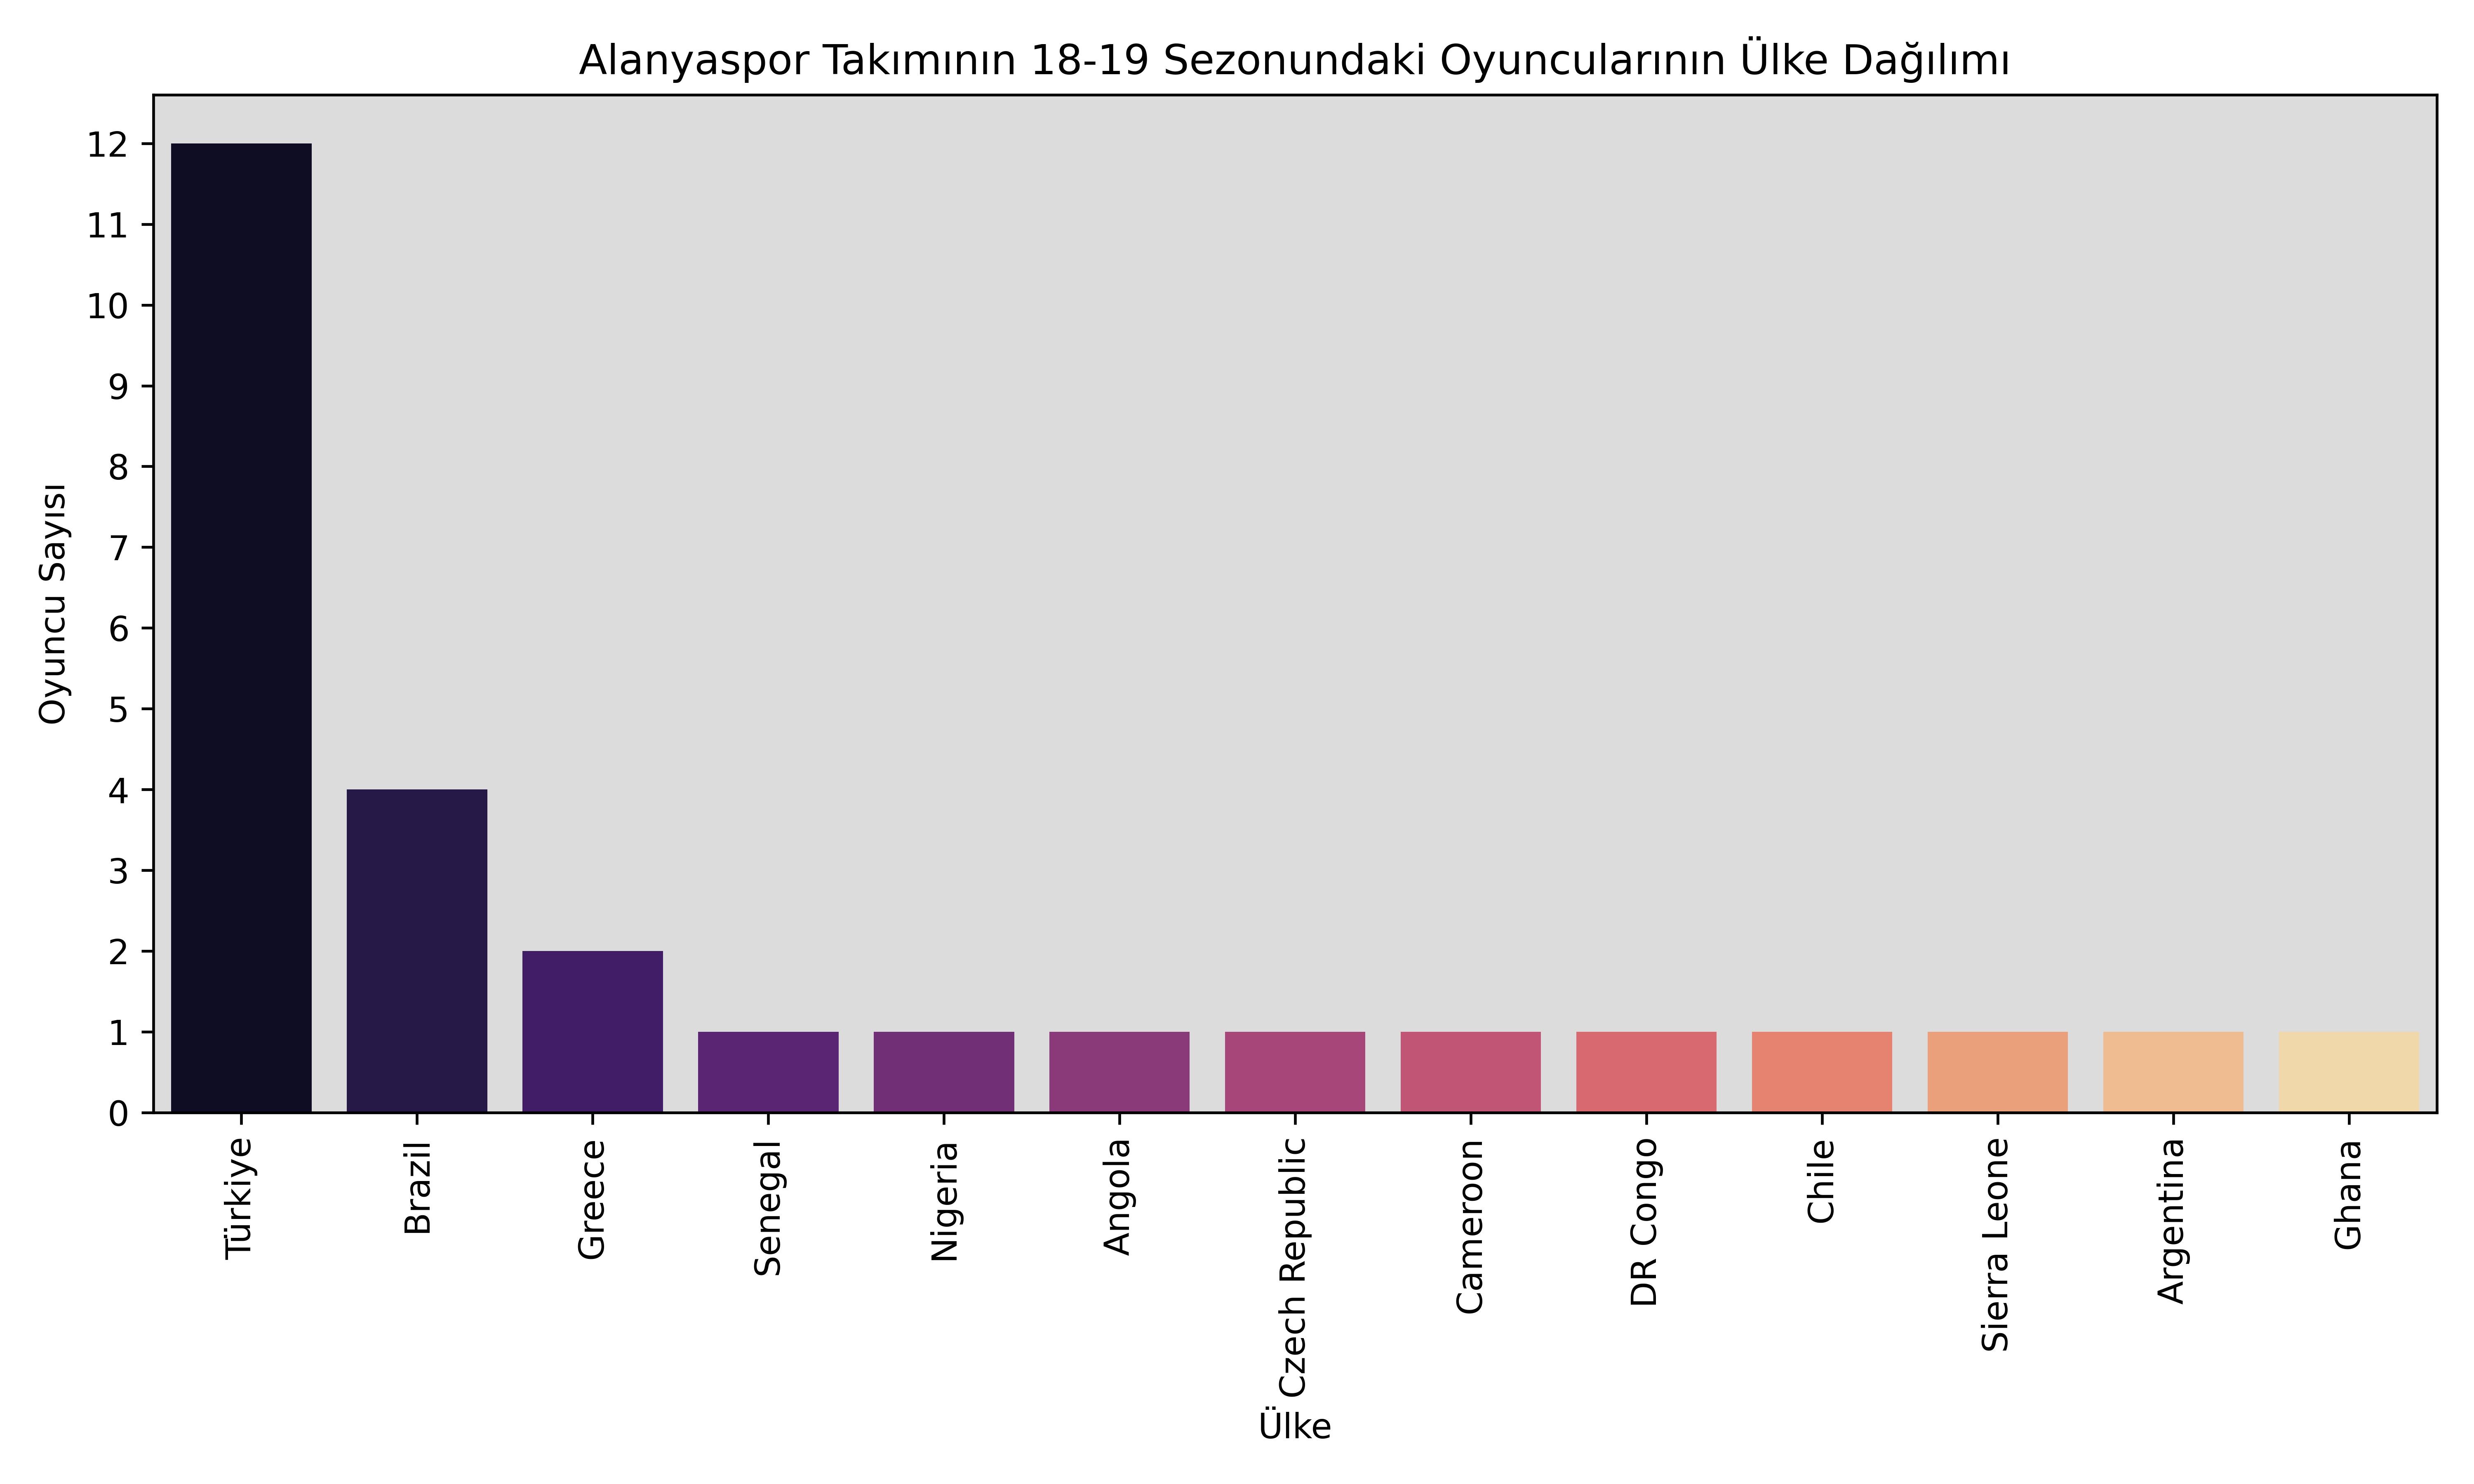 Alanyaspor Takımının 18-19 Sezonundaki Oyuncularının Ülke Dağılımı
Oyuncu Sayısı
12
11
10
9
8
7
6
5
4
3
2
1
0
Türkiye
Brazil
Greece
Senegal
Nigeria
Angola
Czech Republic
Cameroon
DR Congo
Chile
Sierra Leone
Argentina
Ghana
Ülke